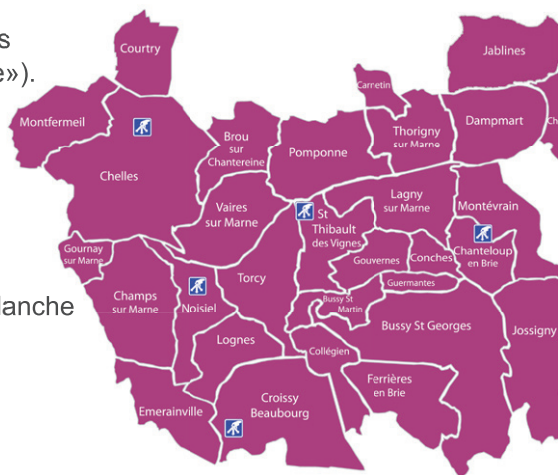 s
e»).
lanche
Courtry
Jablines
Montfermeil
Carretin
Brou
sur
Chantereine
Pomponne
Thorigny
sur Marne
Dampmart
Ch
Chelles
Vaires
sur Marne
St
Thibault
des Vignes
Lagny
sur Marne
Montévrain
Gournay
sur Marne
Gouvernes
Conches
Chanteloup
en Brie
Champs
sur Marne
Noisiel
Torcy
Guermantes
Bussy St
Martin
Bussy St Georges
Jossigny
Lognes
Collégien
Ferrières
en Brie
Emerainville
Croissy
Beaubourg